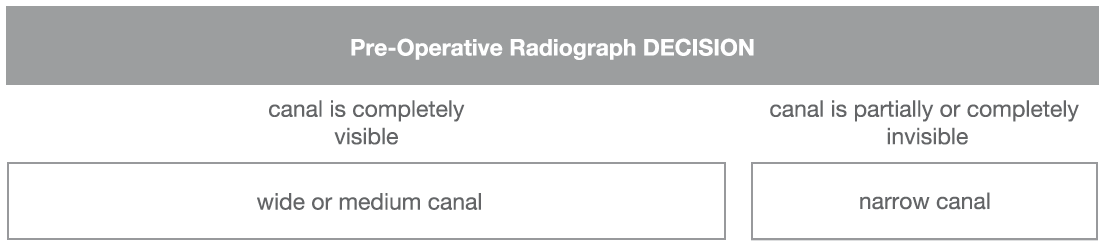 Pre-Operative Radiograph DECISION
canal is completely
visible
canal is partially or completely
invisible
wide or medium canal
narrow canal